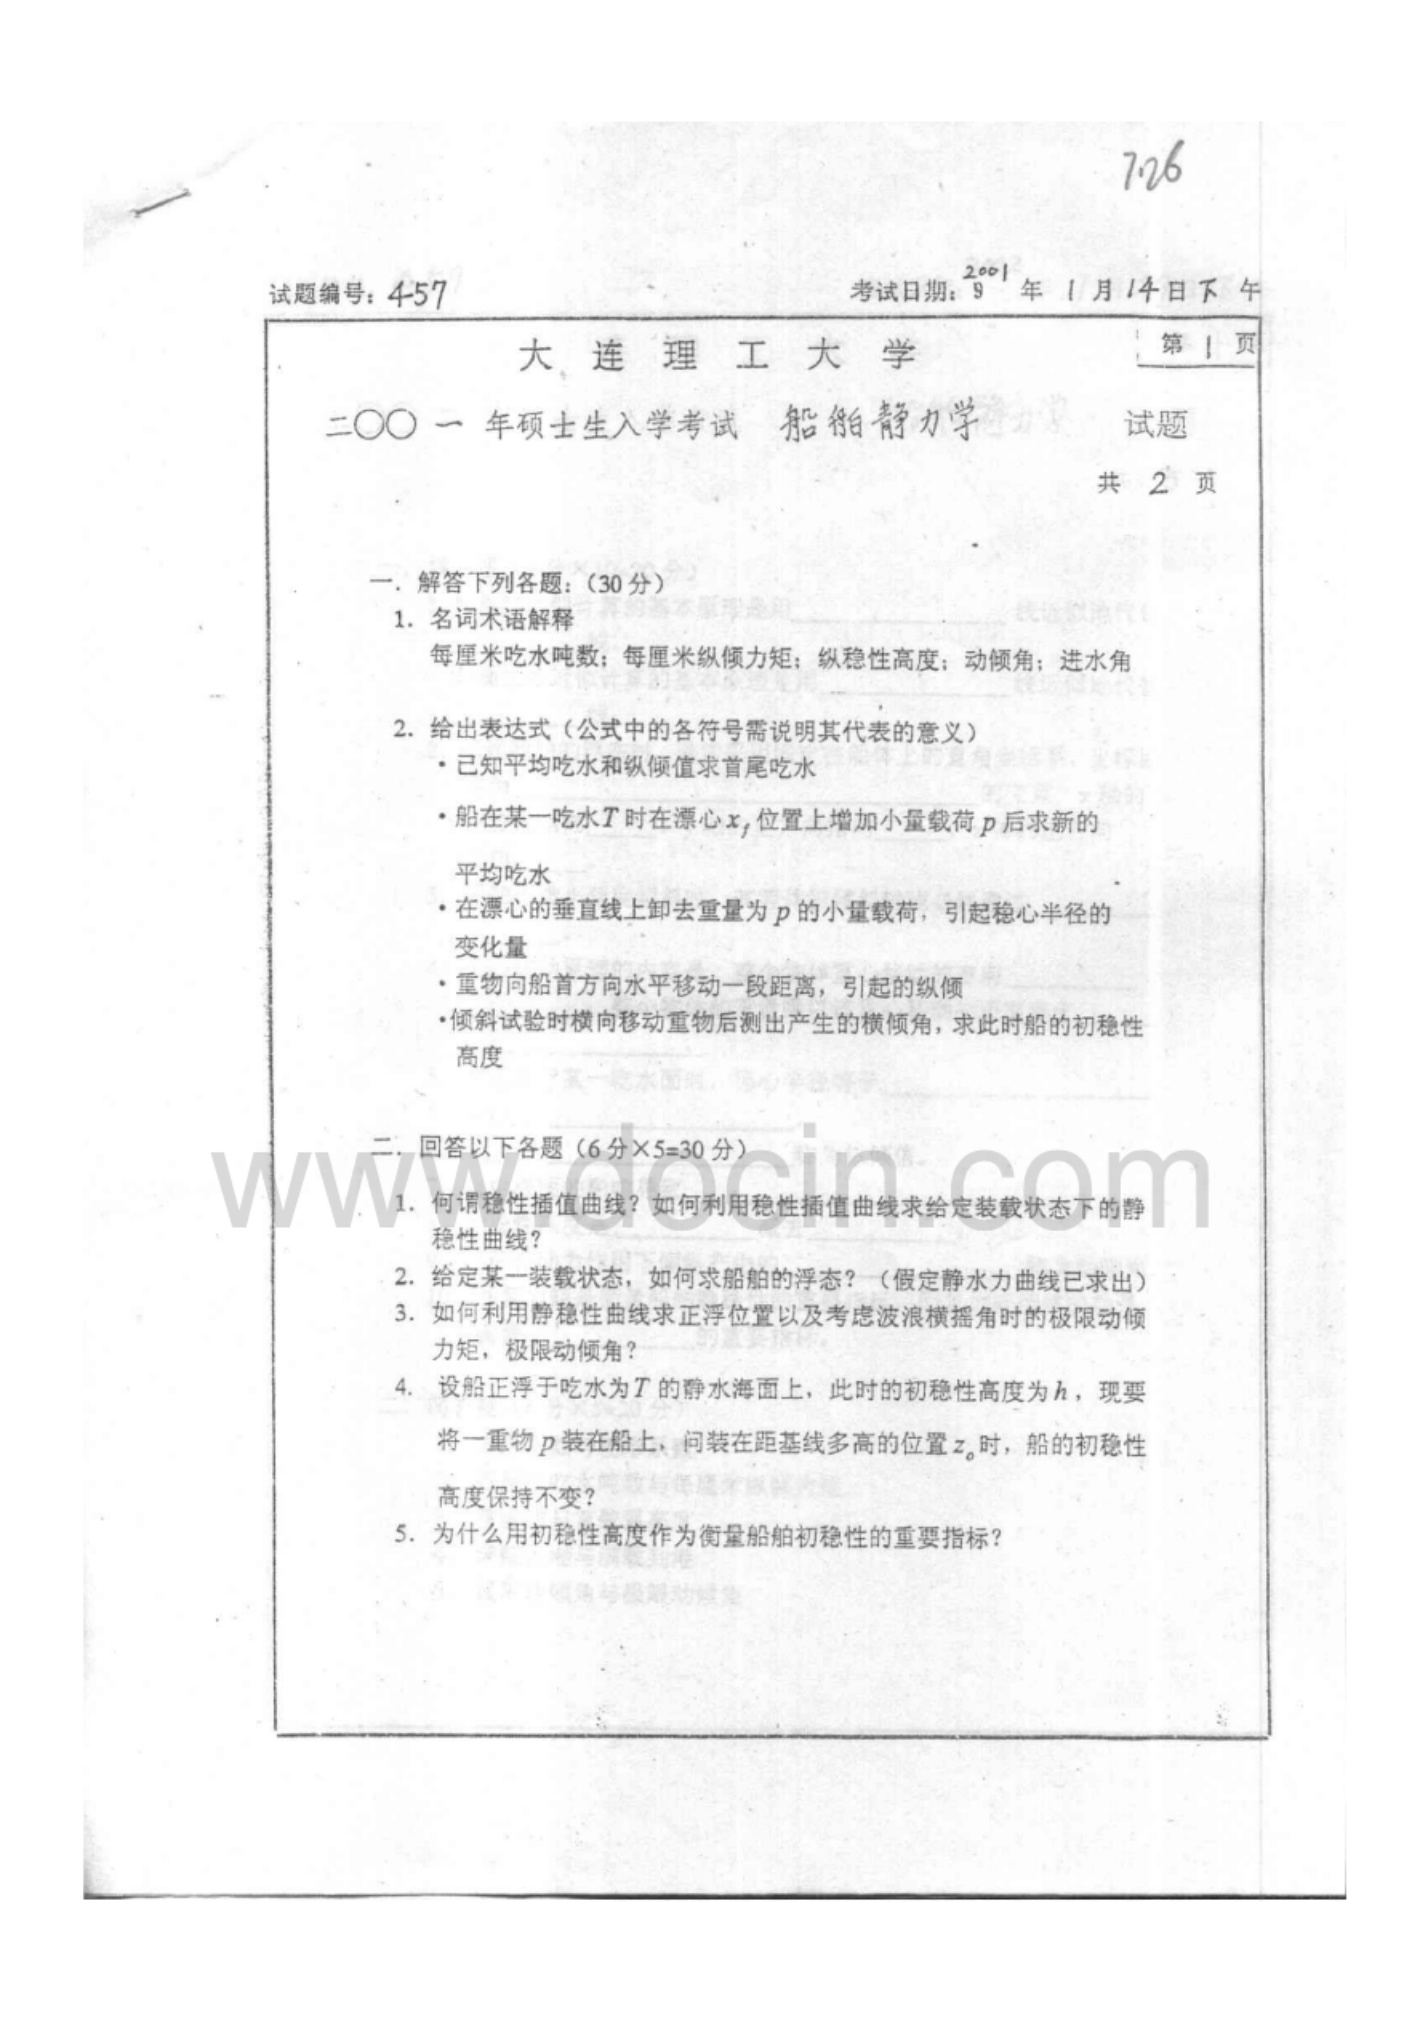 726
试题编号：457
考试日期：2001 9 年 1 月 14 日 下 午
大连理工大学
第 1 页
二〇〇一年硕士生入学考试 船舶静力学 试题
共 2 页
一．解答下列各题：（30 分）
1．名词术语解释
每厘米吃水吨数；每厘米纵倾力矩；纵稳性高度；动倾角；进水角
2．给出表达式（公式中的各符号需说明其代表的意义）
·已知平均吃水和纵倾值求首尾吃水
·船在某一吃水T 时在漂心 x_f 位置上增加小量载荷 p 后求新的
平均吃水
·在漂心的垂直线上卸去重量为 p 的小量载荷，引起稳心半径的
变化量
·重物向船首方向水平移动一段距离，引起的纵倾
·倾斜试验时横向移动重物后测出产生的横倾角，求此时船的初稳性
高度
二．回答以下各题（6 分×5=30 分）
1．何谓稳性插值曲线？如何利用稳性插值曲线求给定装载状态下的静
稳性曲线？
2．给定某一装载状态，如何求船舶的浮态？（假定静水力曲线已求出）
3．如何利用静稳性曲线求正浮位置以及考虑波浪横摇角时的极限动倾
力矩，极限动倾角？
4．设船正浮于吃水为T 的静水海面上，此时的初稳性高度为 h，现要
将一重物 p 装在船上，问装在距基线多高的位置 z_o 时，船的初稳性
高度保持不变？
5．为什么用初稳性高度作为衡量船舶初稳性的重要指标？
www.docin.com